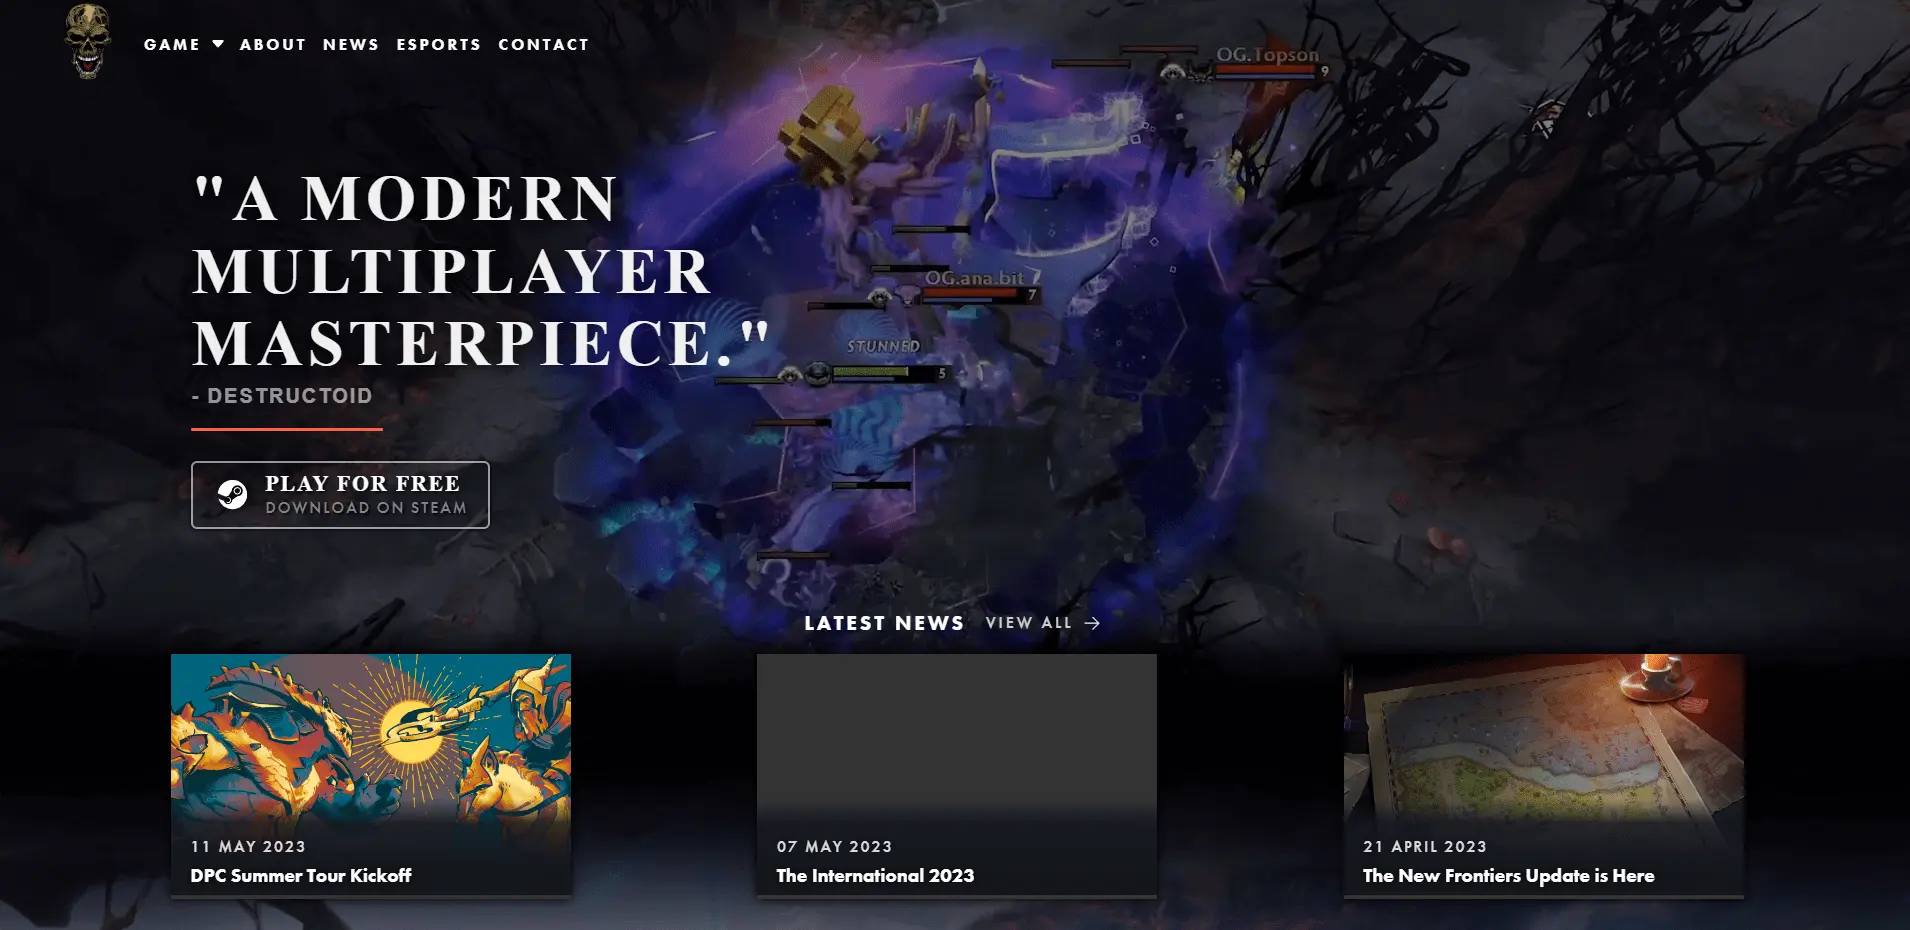 GAME ABOUT NEWS ESPORTS CONTACT
OG.Topson
9
"A MODERN
MULTIPLAYER
MASTERPIECE."
- DESTRUCTOID
OG.ana.bit
7
STUNNED
5
PLAY FOR FREE
DOWNLOAD ON STEAM
LATEST NEWS VIEW ALL →
11 MAY 2023
DPC Summer Tour Kickoff
07 MAY 2023
The International 2023
21 APRIL 2023
The New Frontiers Update is Here